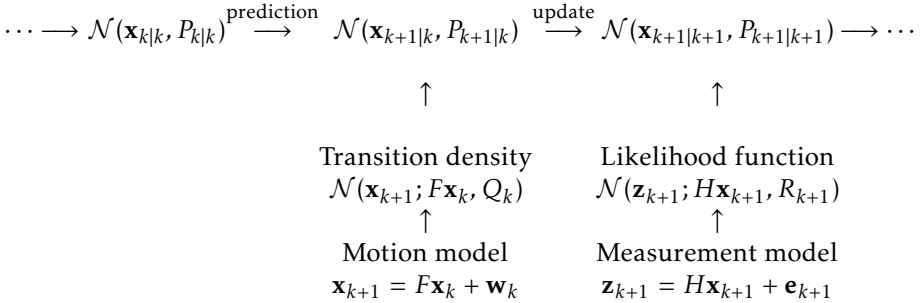 prediction update
⋯ ⟶ 𝒩(𝐱_{k|k}, P_{k|k}) ⟶ 𝒩(𝐱_{k+1|k}, P_{k+1|k}) ⟶ 𝒩(𝐱_{k+1|k+1}, P_{k+1|k+1}) ⟶ ⋯
↑ ↑
Transition density Likelihood function
𝒩(𝐱_{k+1}; F𝐱_k, Q_k) 𝒩(𝐳_{k+1}; H𝐱_{k+1}, R_{k+1})
↑ ↑
Motion model Measurement model
𝐱_{k+1} = F𝐱_k + 𝐰_k 𝐳_{k+1} = H𝐱_{k+1} + 𝐞_{k+1}